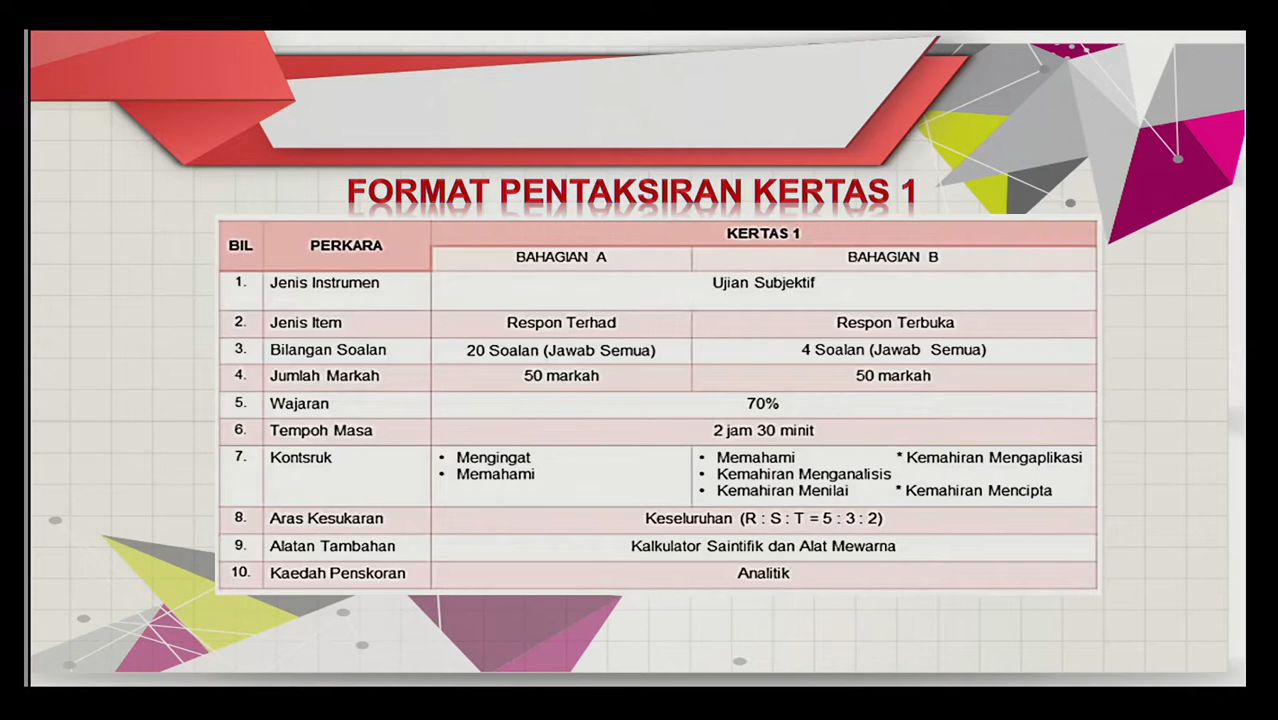 FORMAT PENTAKSIRAN KERTAS 1
BIL PERKARA KERTAS 1
BAHAGIAN A BAHAGIAN B
1. Jenis Instrumen Ujian Subjektif
2. Jenis Item Respon Terhad Respon Terbuka
3. Bilangan Soalan 20 Soalan (Jawab Semua) 4 Soalan (Jawab Semua)
4. Jumlah Markah 50 markah 50 markah
5. Wajaran 70%
6. Tempoh Masa 2 jam 30 minit
7. Kontsruk • Mengingat • Memahami * Kemahiran Mengaplikasi
• Memahami • Kemahiran Menganalisis
• Kemahiran Menilai * Kemahiran Mencipta
8. Aras Kesukaran Keseluruhan (R : S : T = 5 : 3 : 2)
9. Alatan Tambahan Kalkulator Saintifik dan Alat Mewarna
10. Kaedah Penskoran Analitik